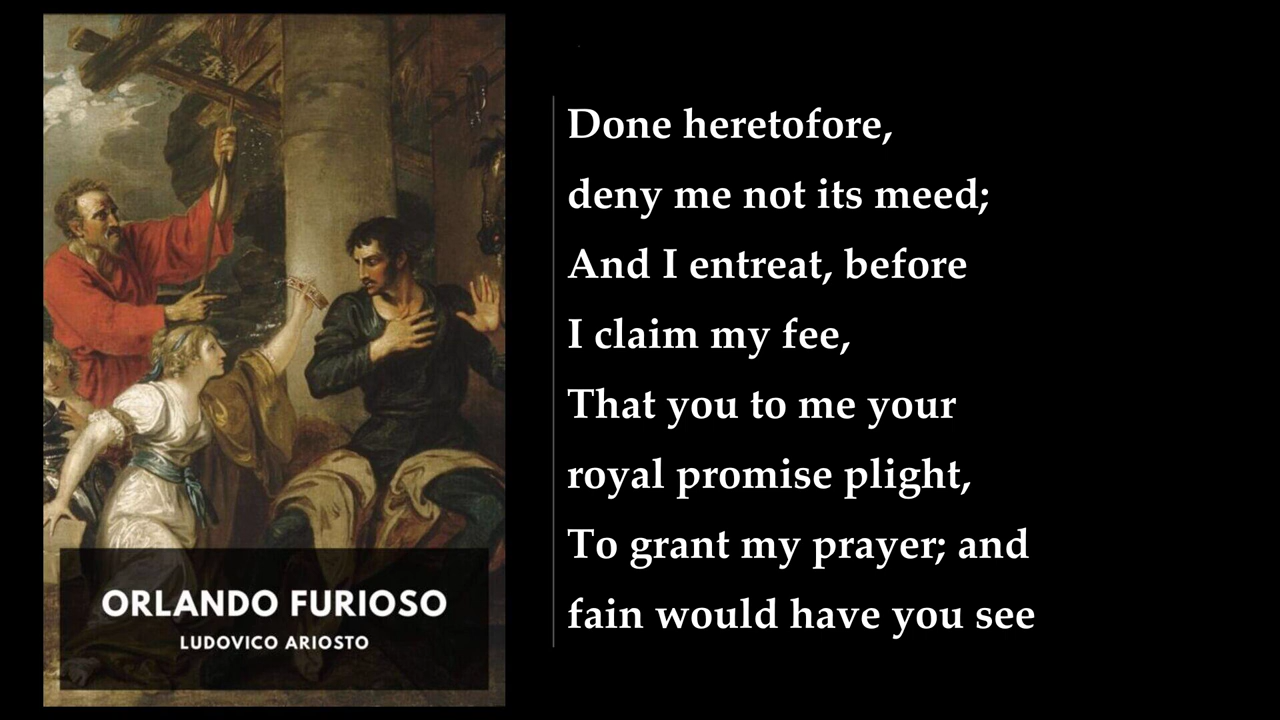 ORLANDO FURIOSO
LUDOVICO ARIOSTO
Done heretofore,
deny me not its meed;
And I entreat, before
I claim my fee,
That you to me your
royal promise plight,
To grant my prayer; and
fain would have you see